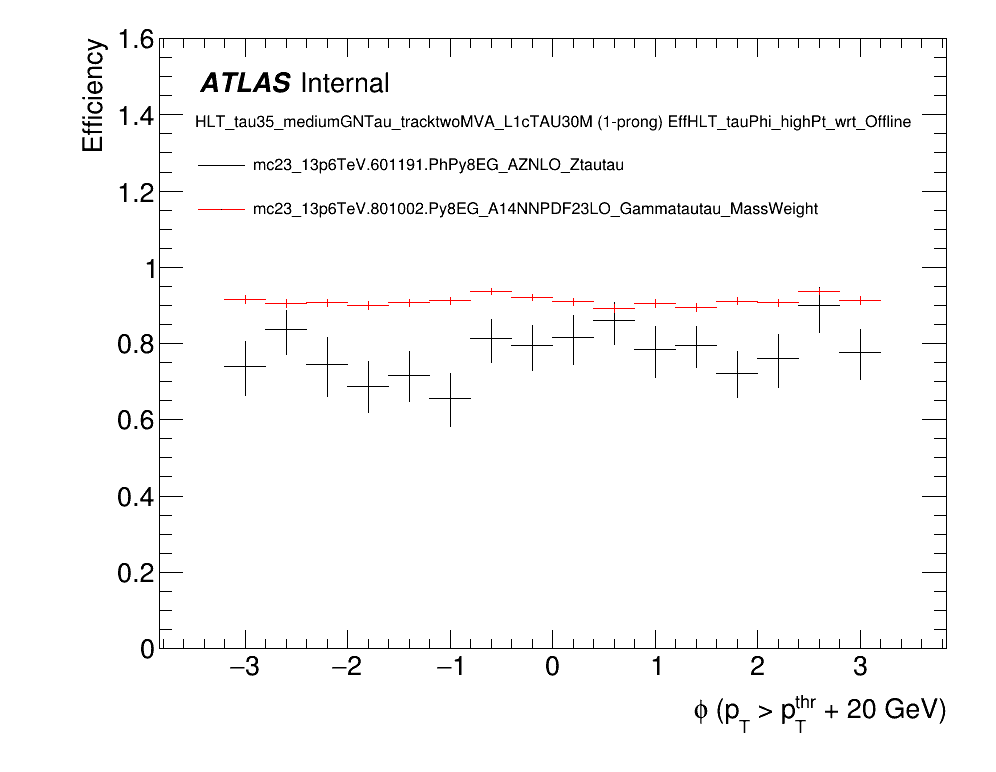 1.6
1.4
1.2
1
0.8
0.6
0.4
0.2
0
Efficiency
ATLAS Internal
HLT_tau35_mediumGNTau_tracktwoMVA_L1cTAU30M (1-prong) EffHLT_tauPhi_highPt_wrt_Offline
mc23_13p6TeV.601191.PhPy8EG_AZNLO_Ztautau
mc23_13p6TeV.801002.Py8EG_A14NNPDF23LO_Gammatautau_MassWeight
−3 −2 −1 0 1 2 3
ϕ (p_T > p_T^thr + 20 GeV)